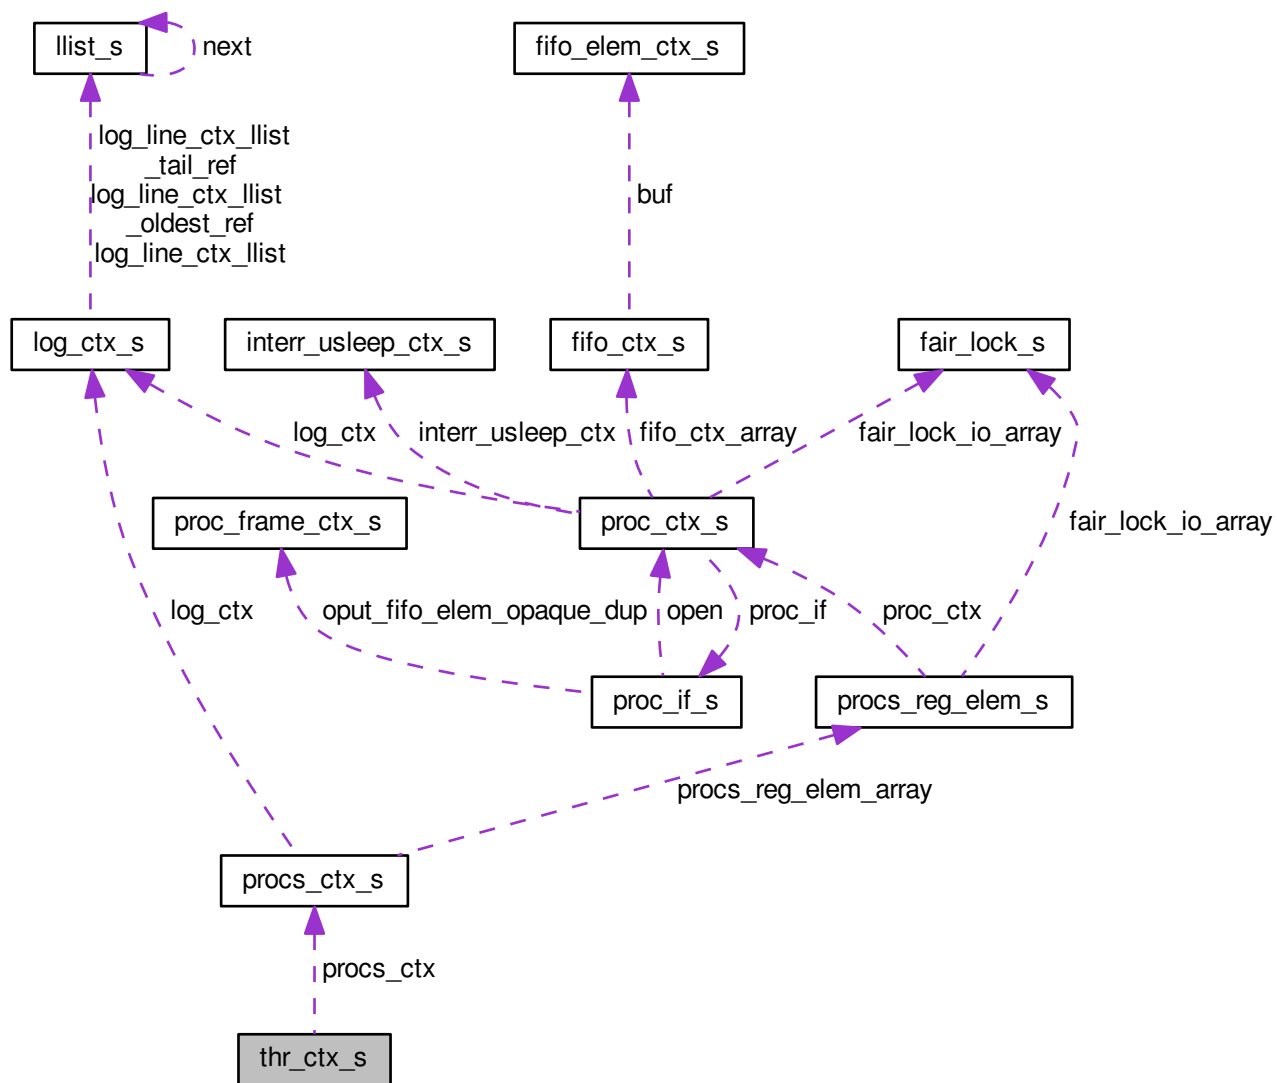 llist_s
next
fifo_elem_ctx_s
log_line_ctx_llist
_tail_ref
log_line_ctx_llist
_oldest_ref
log_line_ctx_llist
buf
log_ctx_s
interr_usleep_ctx_s
fifo_ctx_s
fair_lock_s
log_ctx
interr_usleep_ctx
fifo_ctx_array
fair_lock_io_array
proc_frame_ctx_s
proc_ctx_s
fair_lock_io_array
log_ctx
oput_fifo_elem_opaque_dup
open
proc_if
proc_ctx
proc_if_s
procs_reg_elem_s
procs_reg_elem_array
procs_ctx_s
procs_ctx
thr_ctx_s